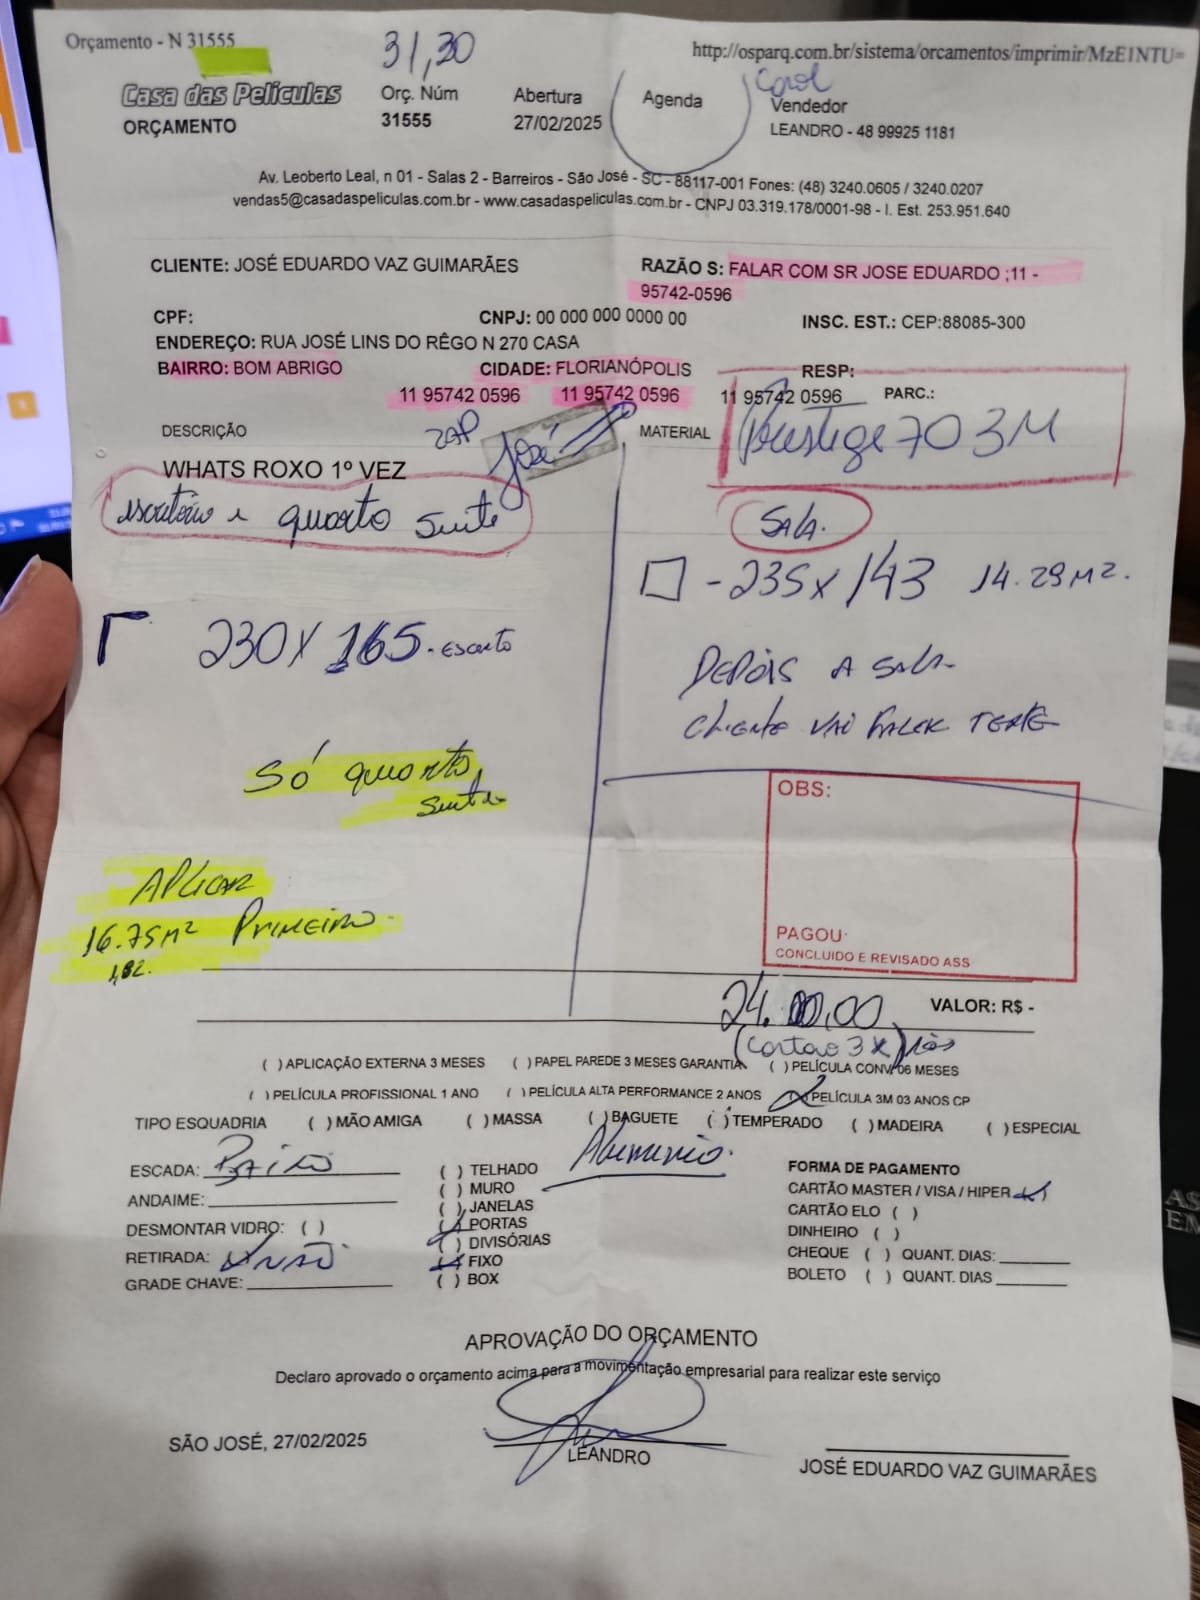 Orçamento - N 31555
http://osparq.com.br/sistema/orcamentos/imprimir/MzE1NTU=
31,30
Carol
Casa das Películas
ORÇAMENTO
Orç. Núm
31555
Abertura
27/02/2025
Agenda
Vendedor
LEANDRO - 48 99925 1181
Av. Leoberto Leal, n 01 - Salas 2 - Barreiros - São José - SC - 88117-001 Fones: (48) 3240.0605 / 3240.0207
vendas5@casadaspeliculas.com.br - www.casadaspeliculas.com.br - CNPJ 03.319.178/0001-98 - I. Est. 253.951.640
CLIENTE: JOSÉ EDUARDO VAZ GUIMARÃES
RAZÃO S: FALAR COM SR JOSE EDUARDO ;11 -
95742-0596
CPF:
CNPJ: 00 000 000 0000 00
INSC. EST.: CEP:88085-300
ENDEREÇO: RUA JOSÉ LINS DO RÊGO N 270 CASA
BAIRRO: BOM ABRIGO
CIDADE: FLORIANÓPOLIS
RESP:
11 95742 0596
11 95742 0596
11 95742 0596
PARC.:
DESCRIÇÃO
ZAP
José
MATERIAL
Prestige 70 3M
WHATS ROXO 1º VEZ
escritório e quarto suite
SALA.
- 235 x 143 14.29 M².
230 X 165 - escrito
DEPOIS A SALA
CLIENTE VAI FALAR
Só quarto
APLICAR
16.75 M² PRIMEIRO
1,82.
OBS:
PAGOU:
CONCLUIDO E REVISADO ASS
VALOR: R$ -
(cartao 3x)
( ) APLICAÇÃO EXTERNA 3 MESES ( ) PAPEL PAREDE 3 MESES GARANTIA ( ) PELÍCULA CONV. 06 MESES
( ) PELÍCULA PROFISSIONAL 1 ANO ( ) PELÍCULA ALTA PERFORMANCE 2 ANOS ( ) PELÍCULA 3M 03 ANOS CP
TIPO ESQUADRIA ( ) MÃO AMIGA ( ) MASSA ( ) BAGUETE ( ) TEMPERADO ( ) MADEIRA ( ) ESPECIAL
Aluminio.
ESCADA:
ANDAIME:
DESMONTAR VIDRO: ( )
RETIRADA: NÃO
GRADE CHAVE:
( ) TELHADO
( ) MURO
( ) JANELAS
( ) PORTAS
( ) DIVISÓRIAS
( ) FIXO
( ) BOX
FORMA DE PAGAMENTO
CARTÃO MASTER / VISA / HIPER
CARTÃO ELO ( )
DINHEIRO ( )
CHEQUE ( ) QUANT. DIAS:
BOLETO ( ) QUANT. DIAS
APROVAÇÃO DO ORÇAMENTO
Declaro aprovado o orçamento acima para a movimentação empresarial para realizar este serviço
SÃO JOSÉ, 27/02/2025
LEANDRO
JOSÉ EDUARDO VAZ GUIMARÃES